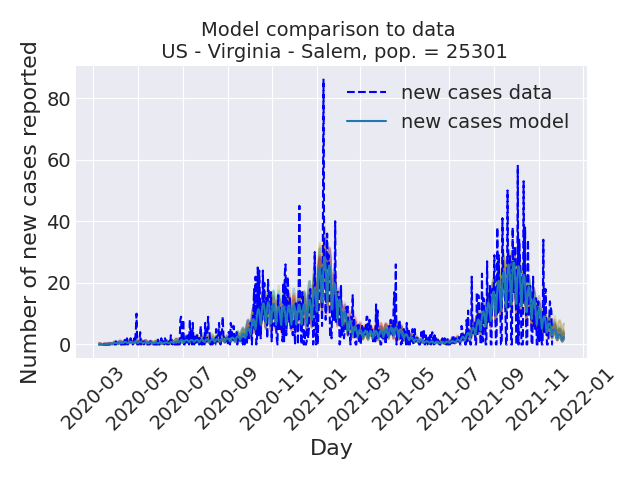 Model comparison to data
US - Virginia - Salem, pop. = 25301
Number of new cases reported
80
60
40
20
0
new cases data
new cases model
2020-03
2020-05
2020-07
2020-09
2020-11
2021-01
2021-03
2021-05
2021-07
2021-09
2021-11
2022-01
Day